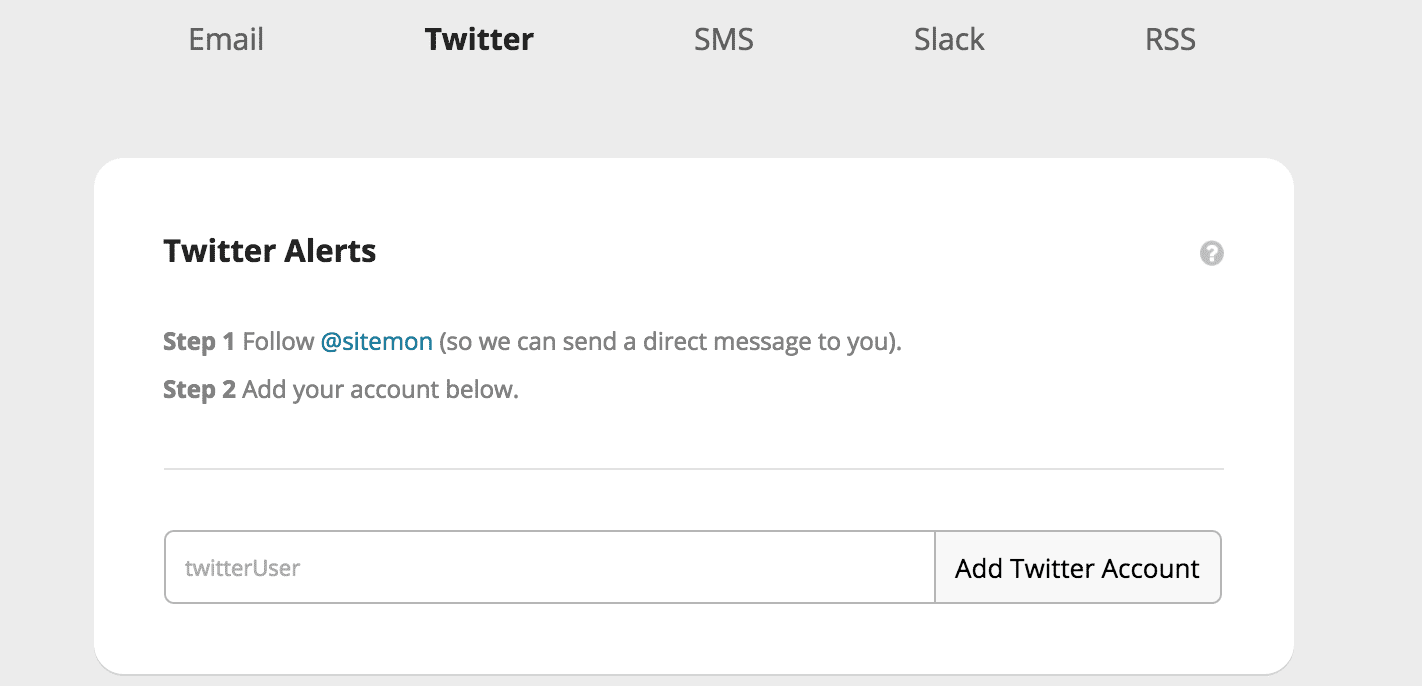 Email Twitter SMS Slack RSS
Twitter Alerts
?
Step 1 Follow @sitemon (so we can send a direct message to you).
Step 2 Add your account below.
twitterUser Add Twitter Account